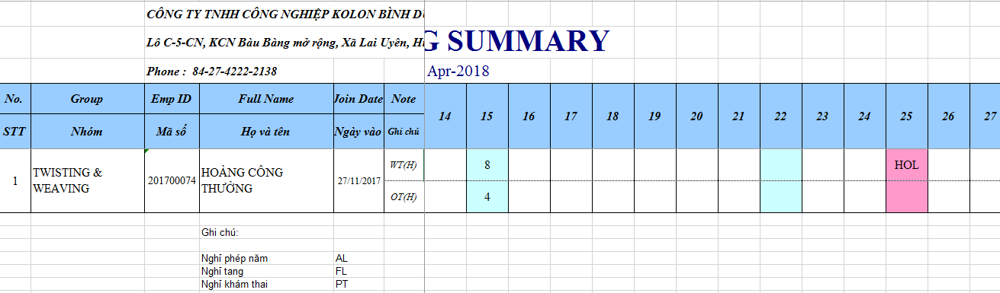 CÔNG TY TNHH CÔNG NGHIỆP KOLON BÌNH
Lô C-5-CN, KCN Bàu Bàng mở rộng, Xã Lai Uyên,
G SUMMARY
Phone : 84-27-4222-2138
Apr-2018
No. Group Emp ID Full Name Join Date Note
14 15 16 17 18 19 20 21 22 23 24 25 26 27
STT Nhóm Mã số Họ và tên Ngày vào Ghi chú
1 TWISTING & WEAVING 201700074 HOÀNG CÔNG THƯỞNG 27/11/2017
WT(H) 8 HOL
OT(H) 4
Ghi chú:
Nghỉ phép năm AL
Nghỉ tang FL
Nghỉ khám thai PT